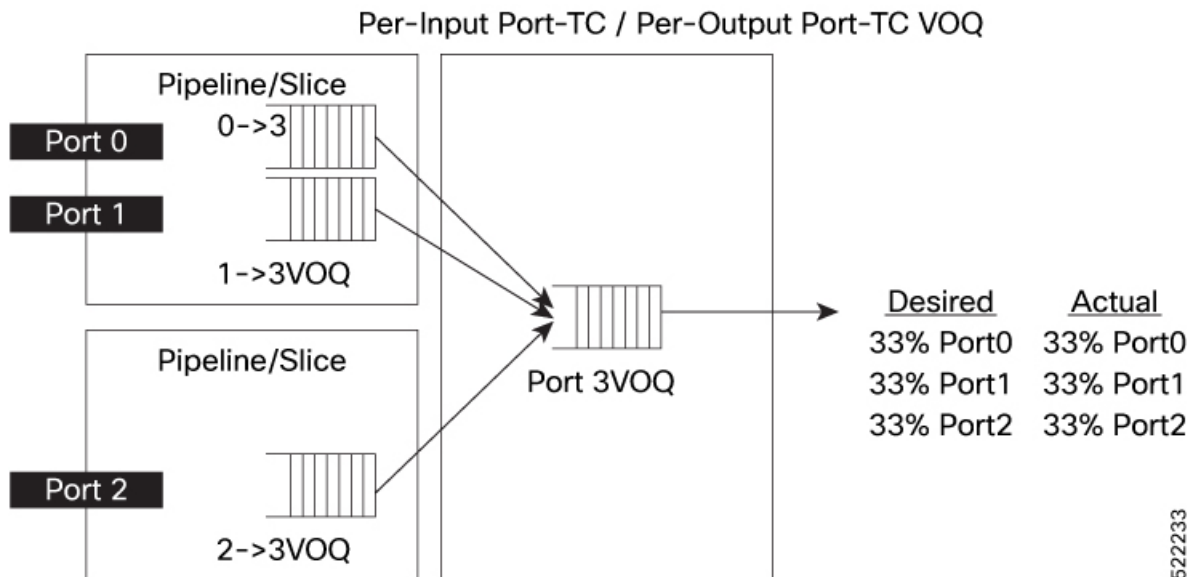 Per-Input Port-TC / Per-Output Port-TC VOQ
Pipeline/Slice
0->3
Port 0
Port 1
1->3VOQ
Pipeline/Slice
Port 2
2->3VOQ
Port 3VOQ
Desired Actual
33% Port0 33% Port0
33% Port1 33% Port1
33% Port2 33% Port2
522233